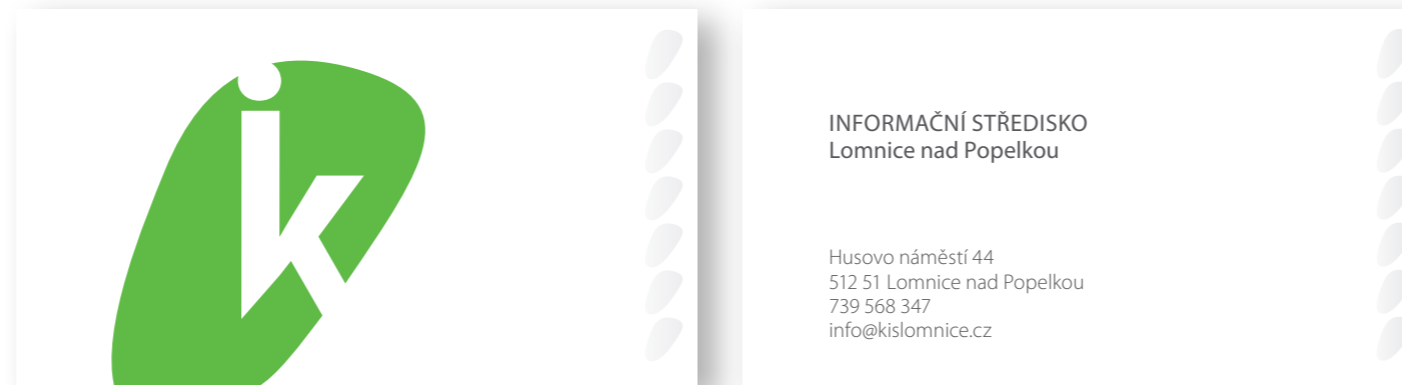 ik
INFORMAČNÍ STŘEDISKO
Lomnice nad Popelkou
Husovo náměstí 44
512 51 Lomnice nad Popelkou
739 568 347
info@kislomnice.cz